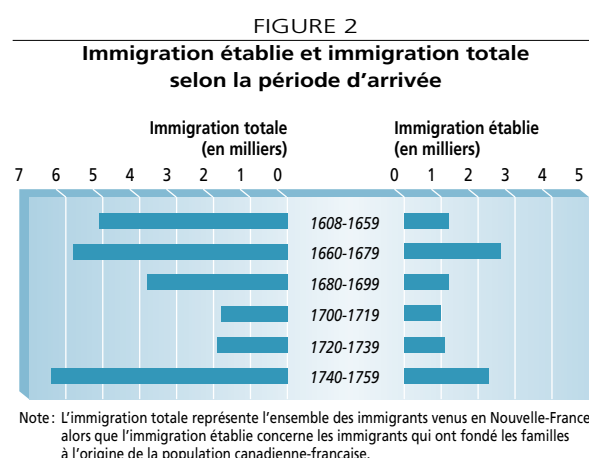 FIGURE 2
Immigration établie et immigration totale
selon la période d'arrivée
Immigration totale
(en milliers)
Immigration établie
(en milliers)
7 6 5 4 3 2 1 0
0 1 2 3 4 5
1608-1659
1660-1679
1680-1699
1700-1719
1720-1739
1740-1759
Note : L'immigration totale représente l'ensemble des immigrants venus en Nouvelle-France
alors que l'immigration établie concerne les immigrants qui ont fondé les familles
à l'origine de la population canadienne-française.